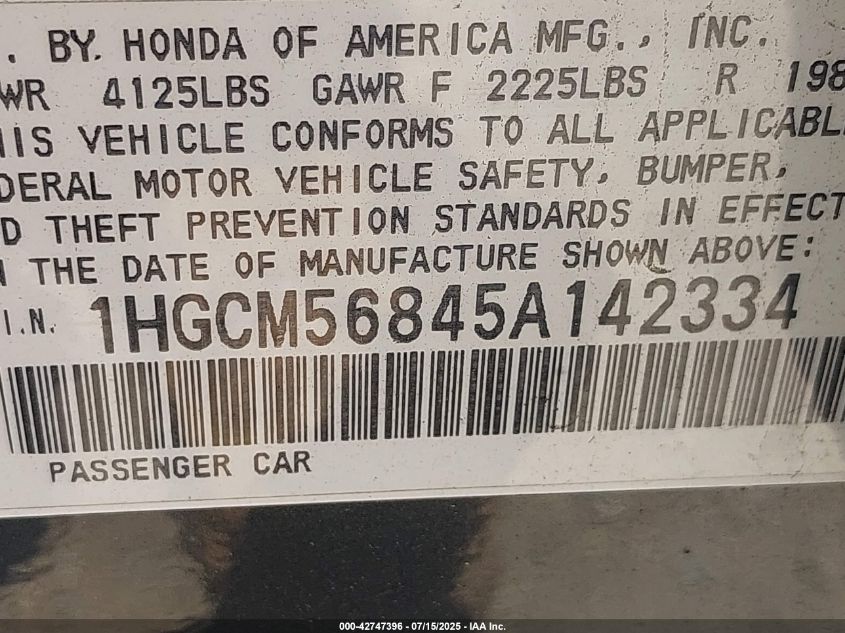 . BY. HONDA OF AMERICA MFG., INC.
WR 4125LBS GAWR F 2225LBS R 198
HIS VEHICLE CONFORMS TO ALL APPLICABL
DERAL MOTOR VEHICLE SAFETY, BUMPER,
D THEFT PREVENTION STANDARDS IN EFFECT
N THE DATE OF MANUFACTURE SHOWN ABOVE:
I.N. 1HGCM56845A142334
PASSENGER CAR
000-42747396 - 07/15/2025 - IAA Inc.